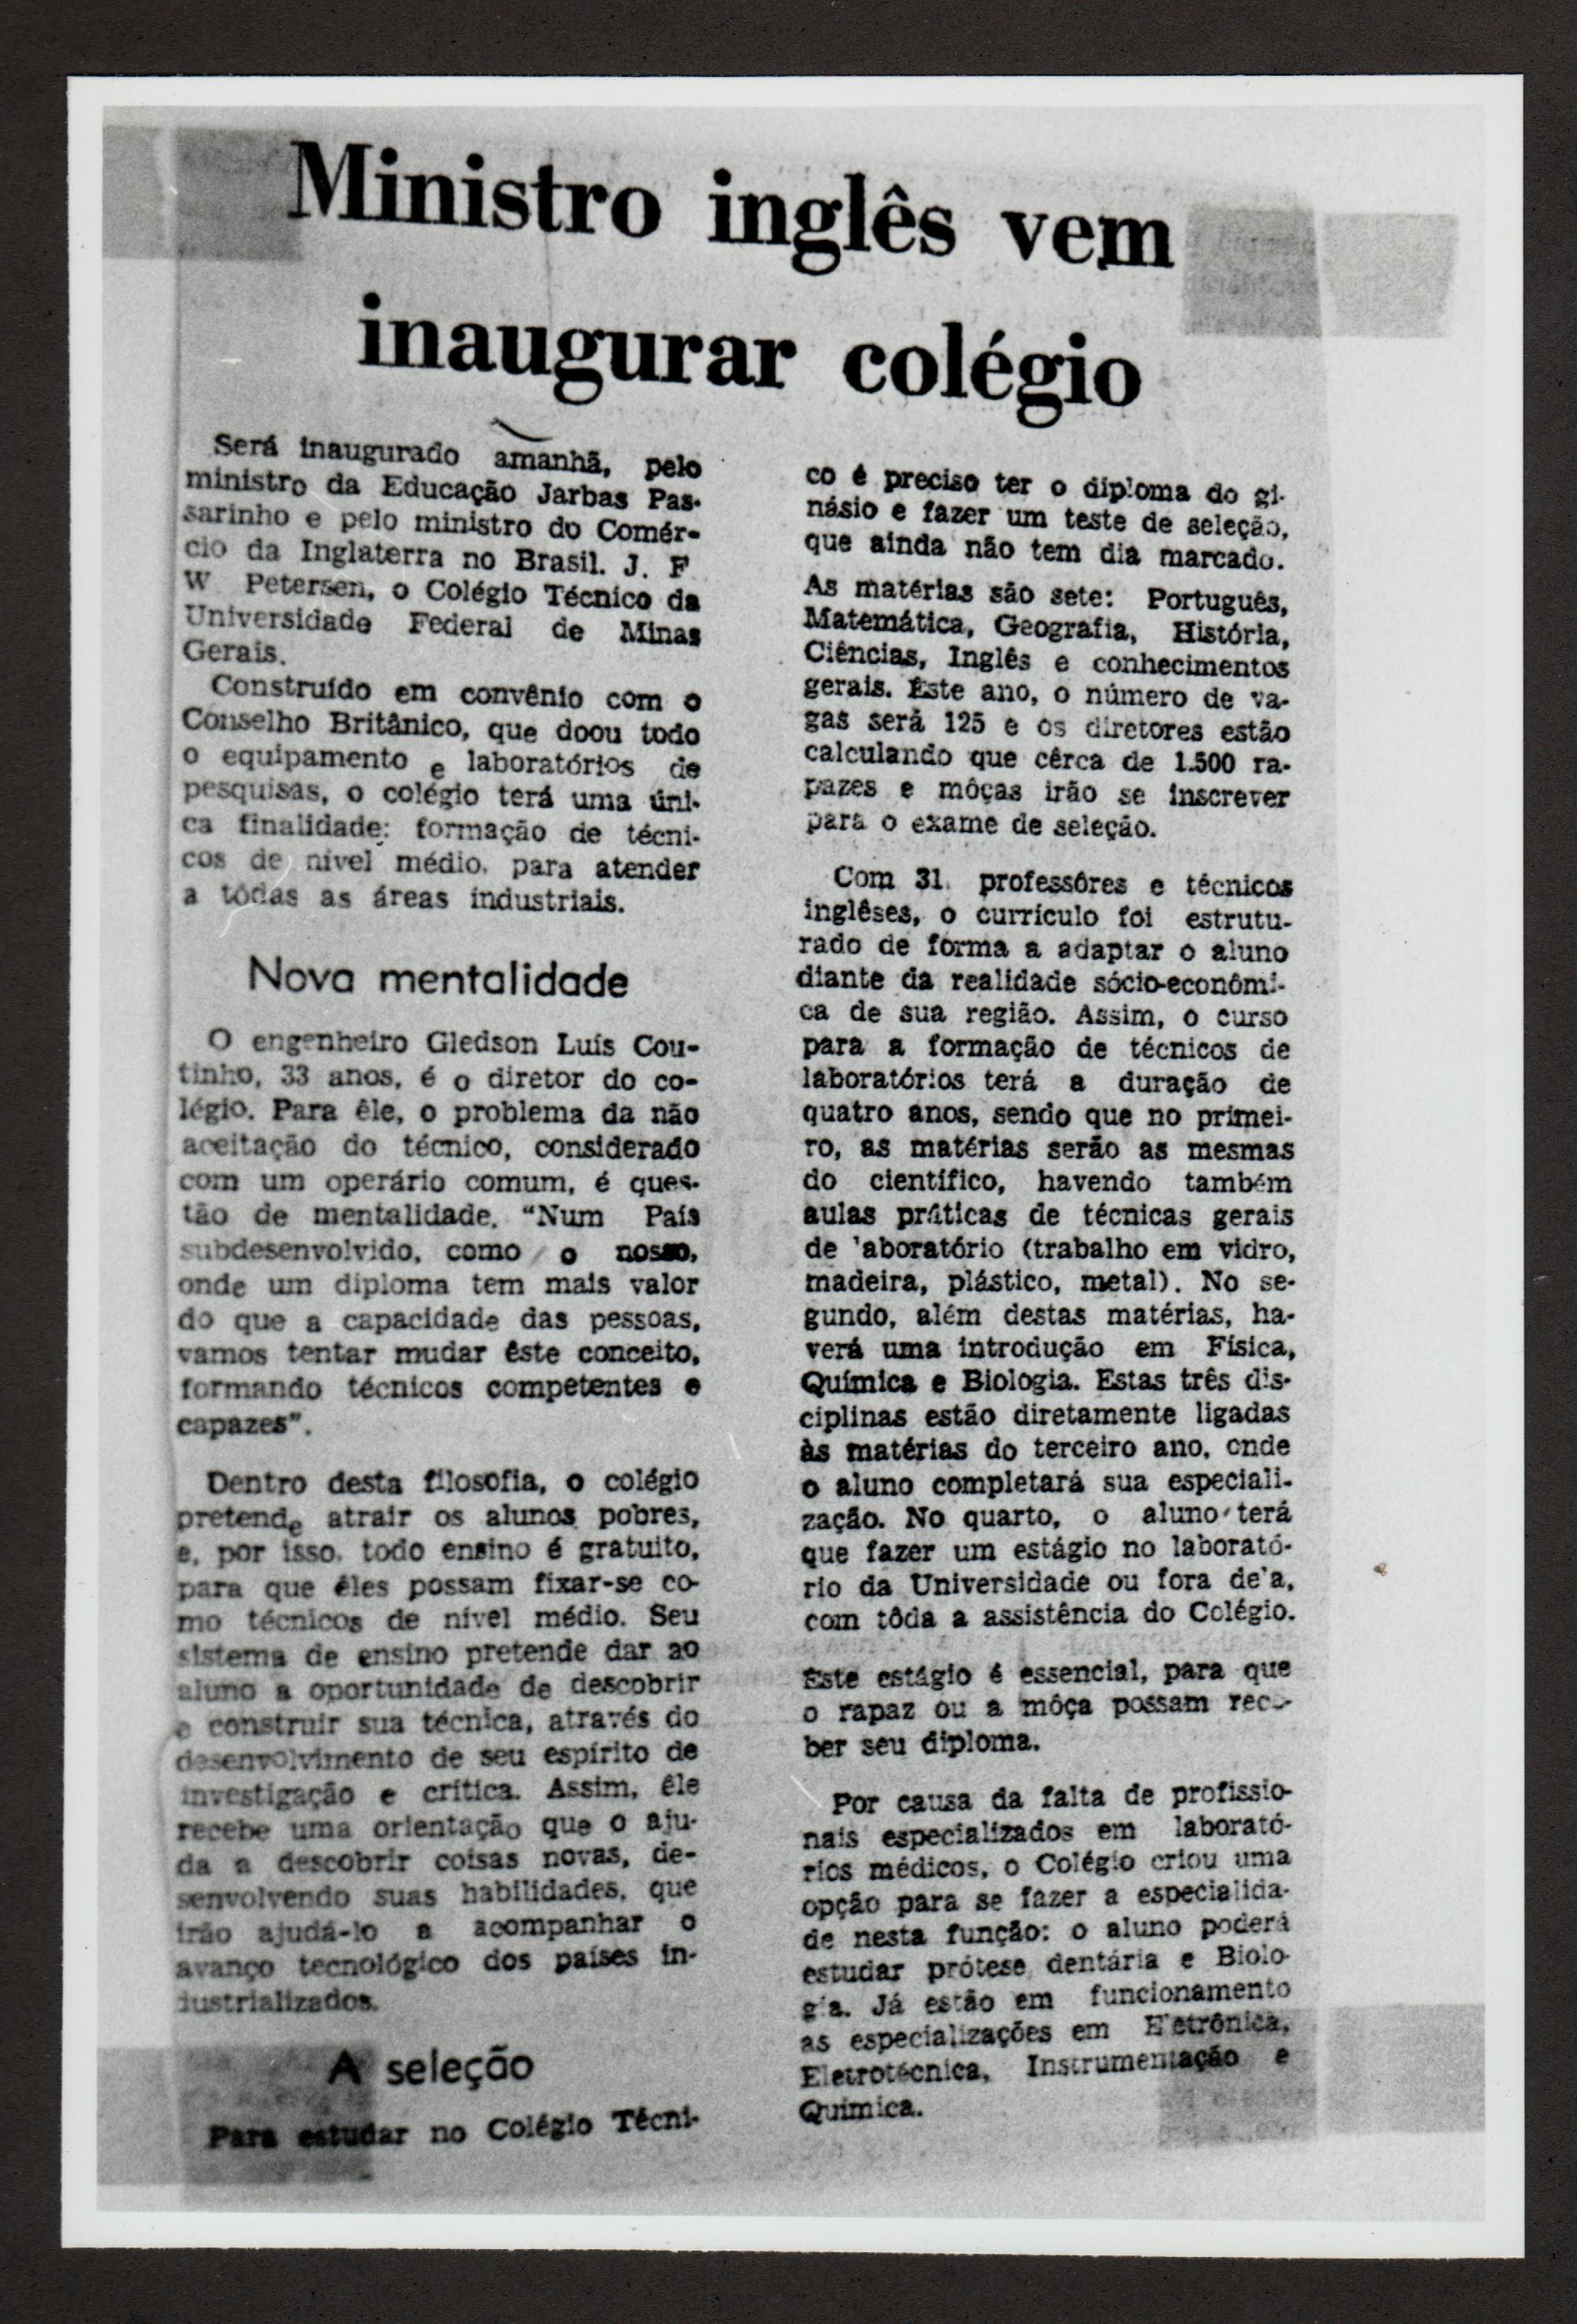 Ministro inglês vem
inaugurar colégio
Será inaugurado amanhã, pelo
ministro da Educação Jarbas Pas-
sarinho e pelo ministro do Comér-
cio da Inglaterra no Brasil. J. F
W Petersen, o Colégio Técnico da
Universidade Federal de Minas
Gerais.
Construído em convênio com o
Conselho Britânico, que doou todo
o equipamento e laboratórios de
pesquisas, o colégio terá uma úni-
ca finalidade: formação de técni-
cos de nível médio, para atender
a tôdas as áreas industriais.
Nova mentalidade
O engenheiro Gledson Luís Cou-
tinho, 33 anos, é o diretor do co-
légio. Para êle, o problema da não
aceitação do técnico, considerado
com um operário comum, é ques-
tão de mentalidade. "Num País
subdesenvolvido, como o nosso,
onde um diploma tem mais valor
do que a capacidade das pessoas,
vamos tentar mudar êste conceito,
formando técnicos competentes e
capazes".
Dentro desta filosofia, o colégio
pretende atrair os alunos pobres,
e, por isso, todo ensino é gratuito,
para que êles possam fixar-se co-
mo técnicos de nível médio. Seu
sistema de ensino pretende dar ao
aluno a oportunidade de descobrir
e construir sua técnica, através do
desenvolvimento de seu espírito de
investigação e crítica. Assim, êle
recebe uma orientação que o aju-
da a descobrir coisas novas, de-
senvolvendo suas habilidades, que
irão ajudá-lo a acompanhar o
avanço tecnológico dos países in-
dustrializados.
A seleção
Para estudar no Colégio Técni-
co é preciso ter o diploma do gi-
násio e fazer um teste de seleção,
que ainda não tem dia marcado.
As matérias são sete: Português,
Matemática, Geografia, História,
Ciências, Inglês e conhecimentos
gerais. Êste ano, o número de va-
gas será 125 e os diretores estão
calculando que cêrca de 1.500 ra-
pazes e môças irão se inscrever
para o exame de seleção.
Com 31. professôres e técnicos
inglêses, o currículo foi estrutu-
rado de forma a adaptar o aluno
diante da realidade sócio-econômi-
ca de sua região. Assim, o curso
para a formação de técnicos de
laboratórios terá a duração de
quatro anos, sendo que no primei-
ro, as matérias serão as mesmas
do científico, havendo também
aulas práticas de técnicas gerais
de 'aboratório (trabalho em vidro,
madeira, plástico, metal). No se-
gundo, além destas matérias, ha-
verá uma introdução em Física,
Química e Biologia. Estas três dis-
ciplinas estão diretamente ligadas
às matérias do terceiro ano, onde
o aluno completará sua especiali-
zação. No quarto, o aluno terá
que fazer um estágio no laborató-
rio da Universidade ou fora de'a,
com tôda a assistência do Colégio.
Êste estágio é essencial, para que
o rapaz ou a môça possam rece-
ber seu diploma.
Por causa da falta de profissio-
nais especializados em laborató-
rios médicos, o Colégio criou uma
opção para se fazer a especialida-
de nesta função: o aluno poderá
estudar prótese dentária e Biolo-
gia. Já estão em funcionamento
as especializações em E'etrônica,
Eletrotécnica, Instrumentação e
Química.